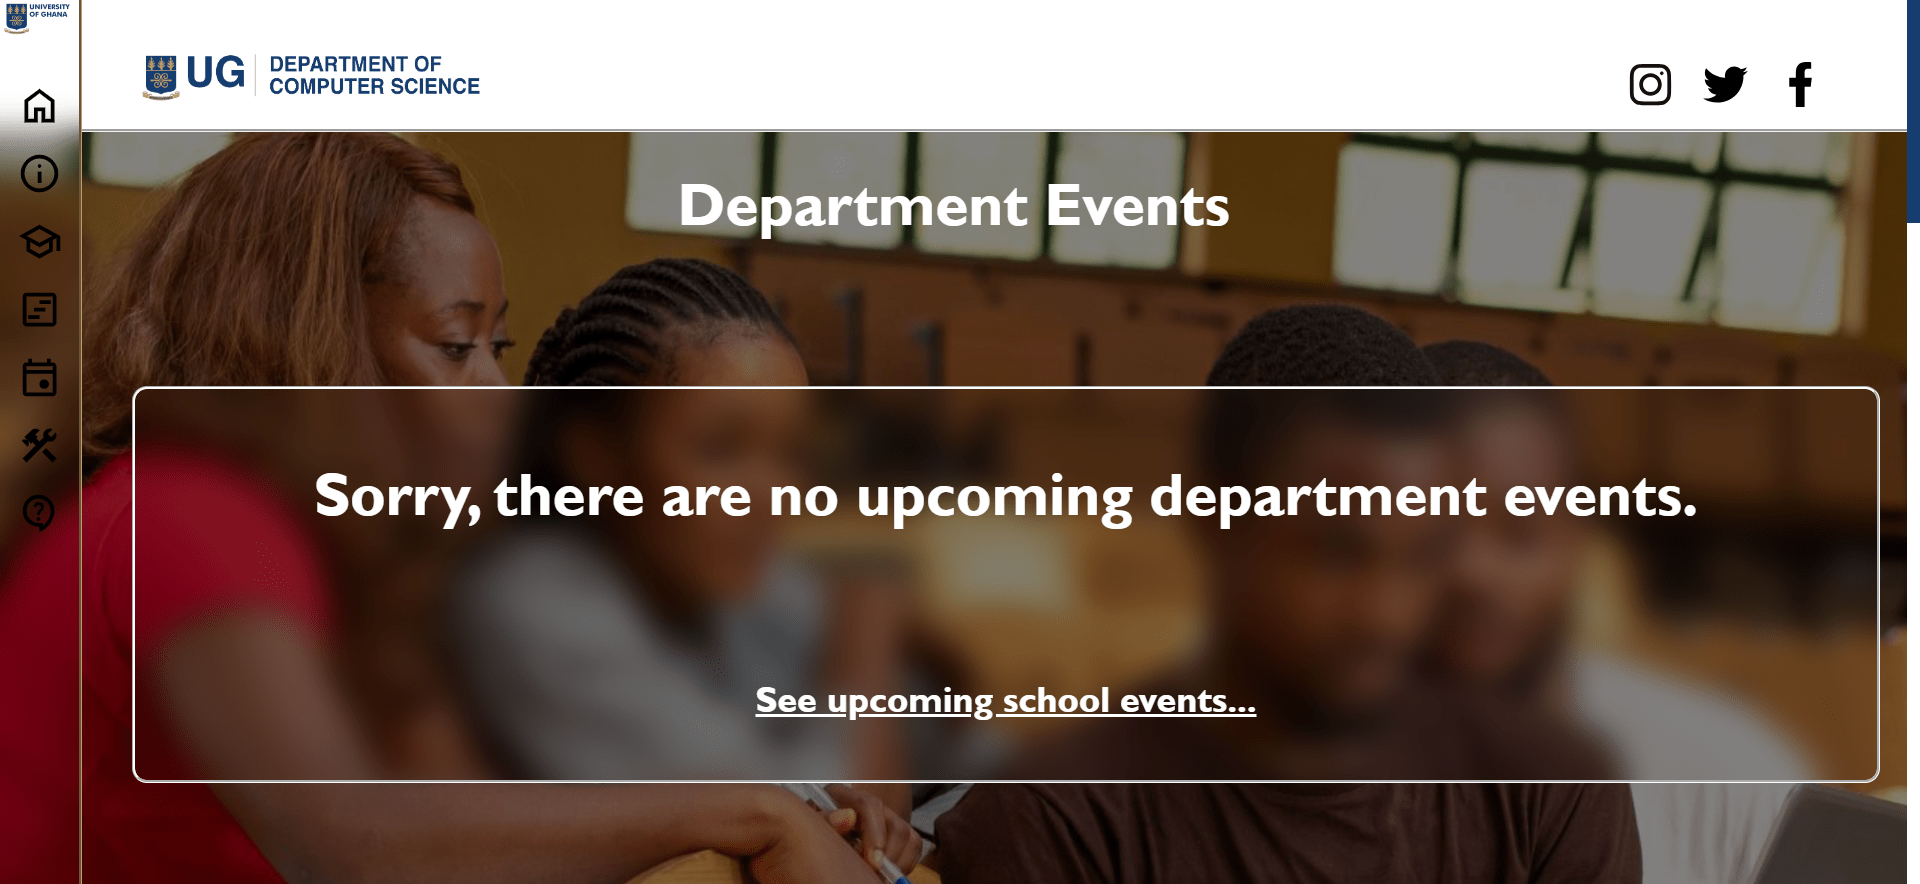 UNIVERSITY
OF GHANA
UG
DEPARTMENT OF
COMPUTER SCIENCE
Department Events
Sorry, there are no upcoming department events.
See upcoming school events...